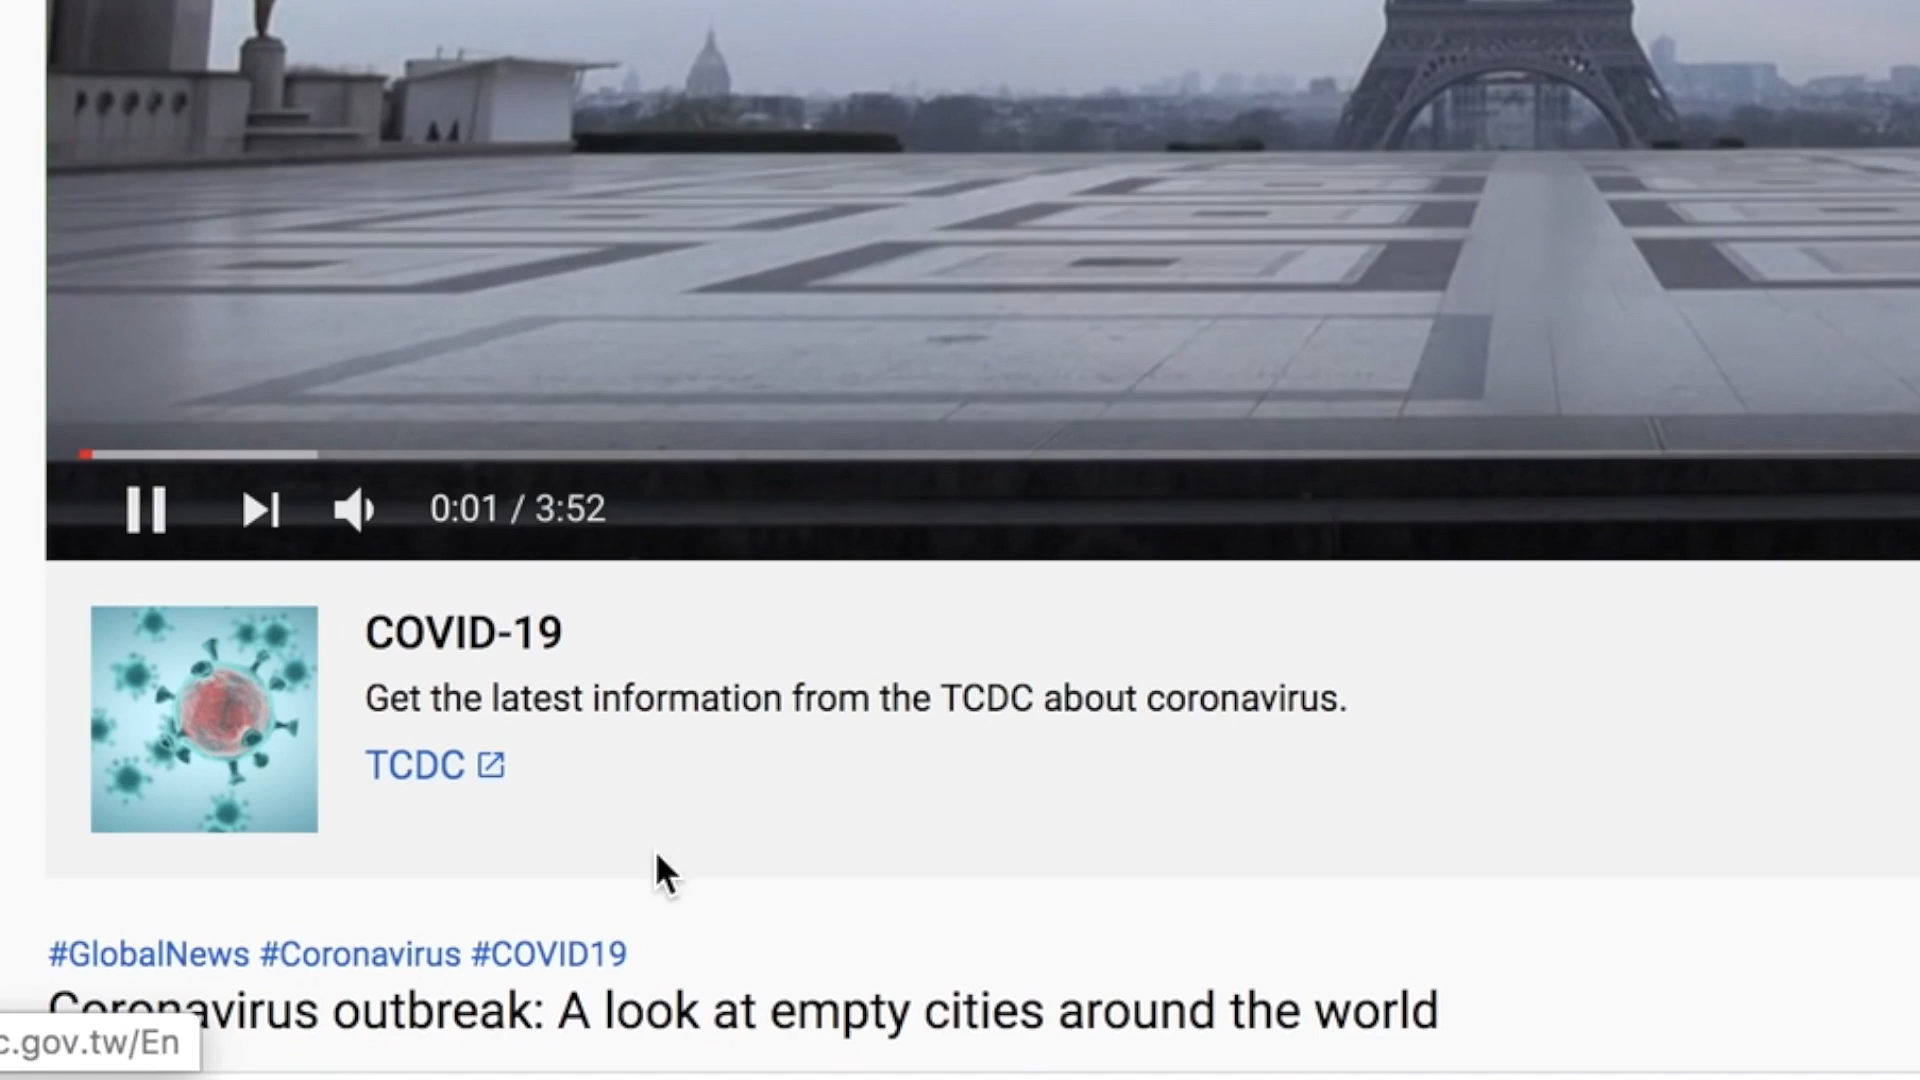 0:01 / 3:52
COVID-19
Get the latest information from the TCDC about coronavirus.
TCDC
#GlobalNews #Coronavirus #COVID19
Coronavirus outbreak: A look at empty cities around the world
c.gov.tw/En